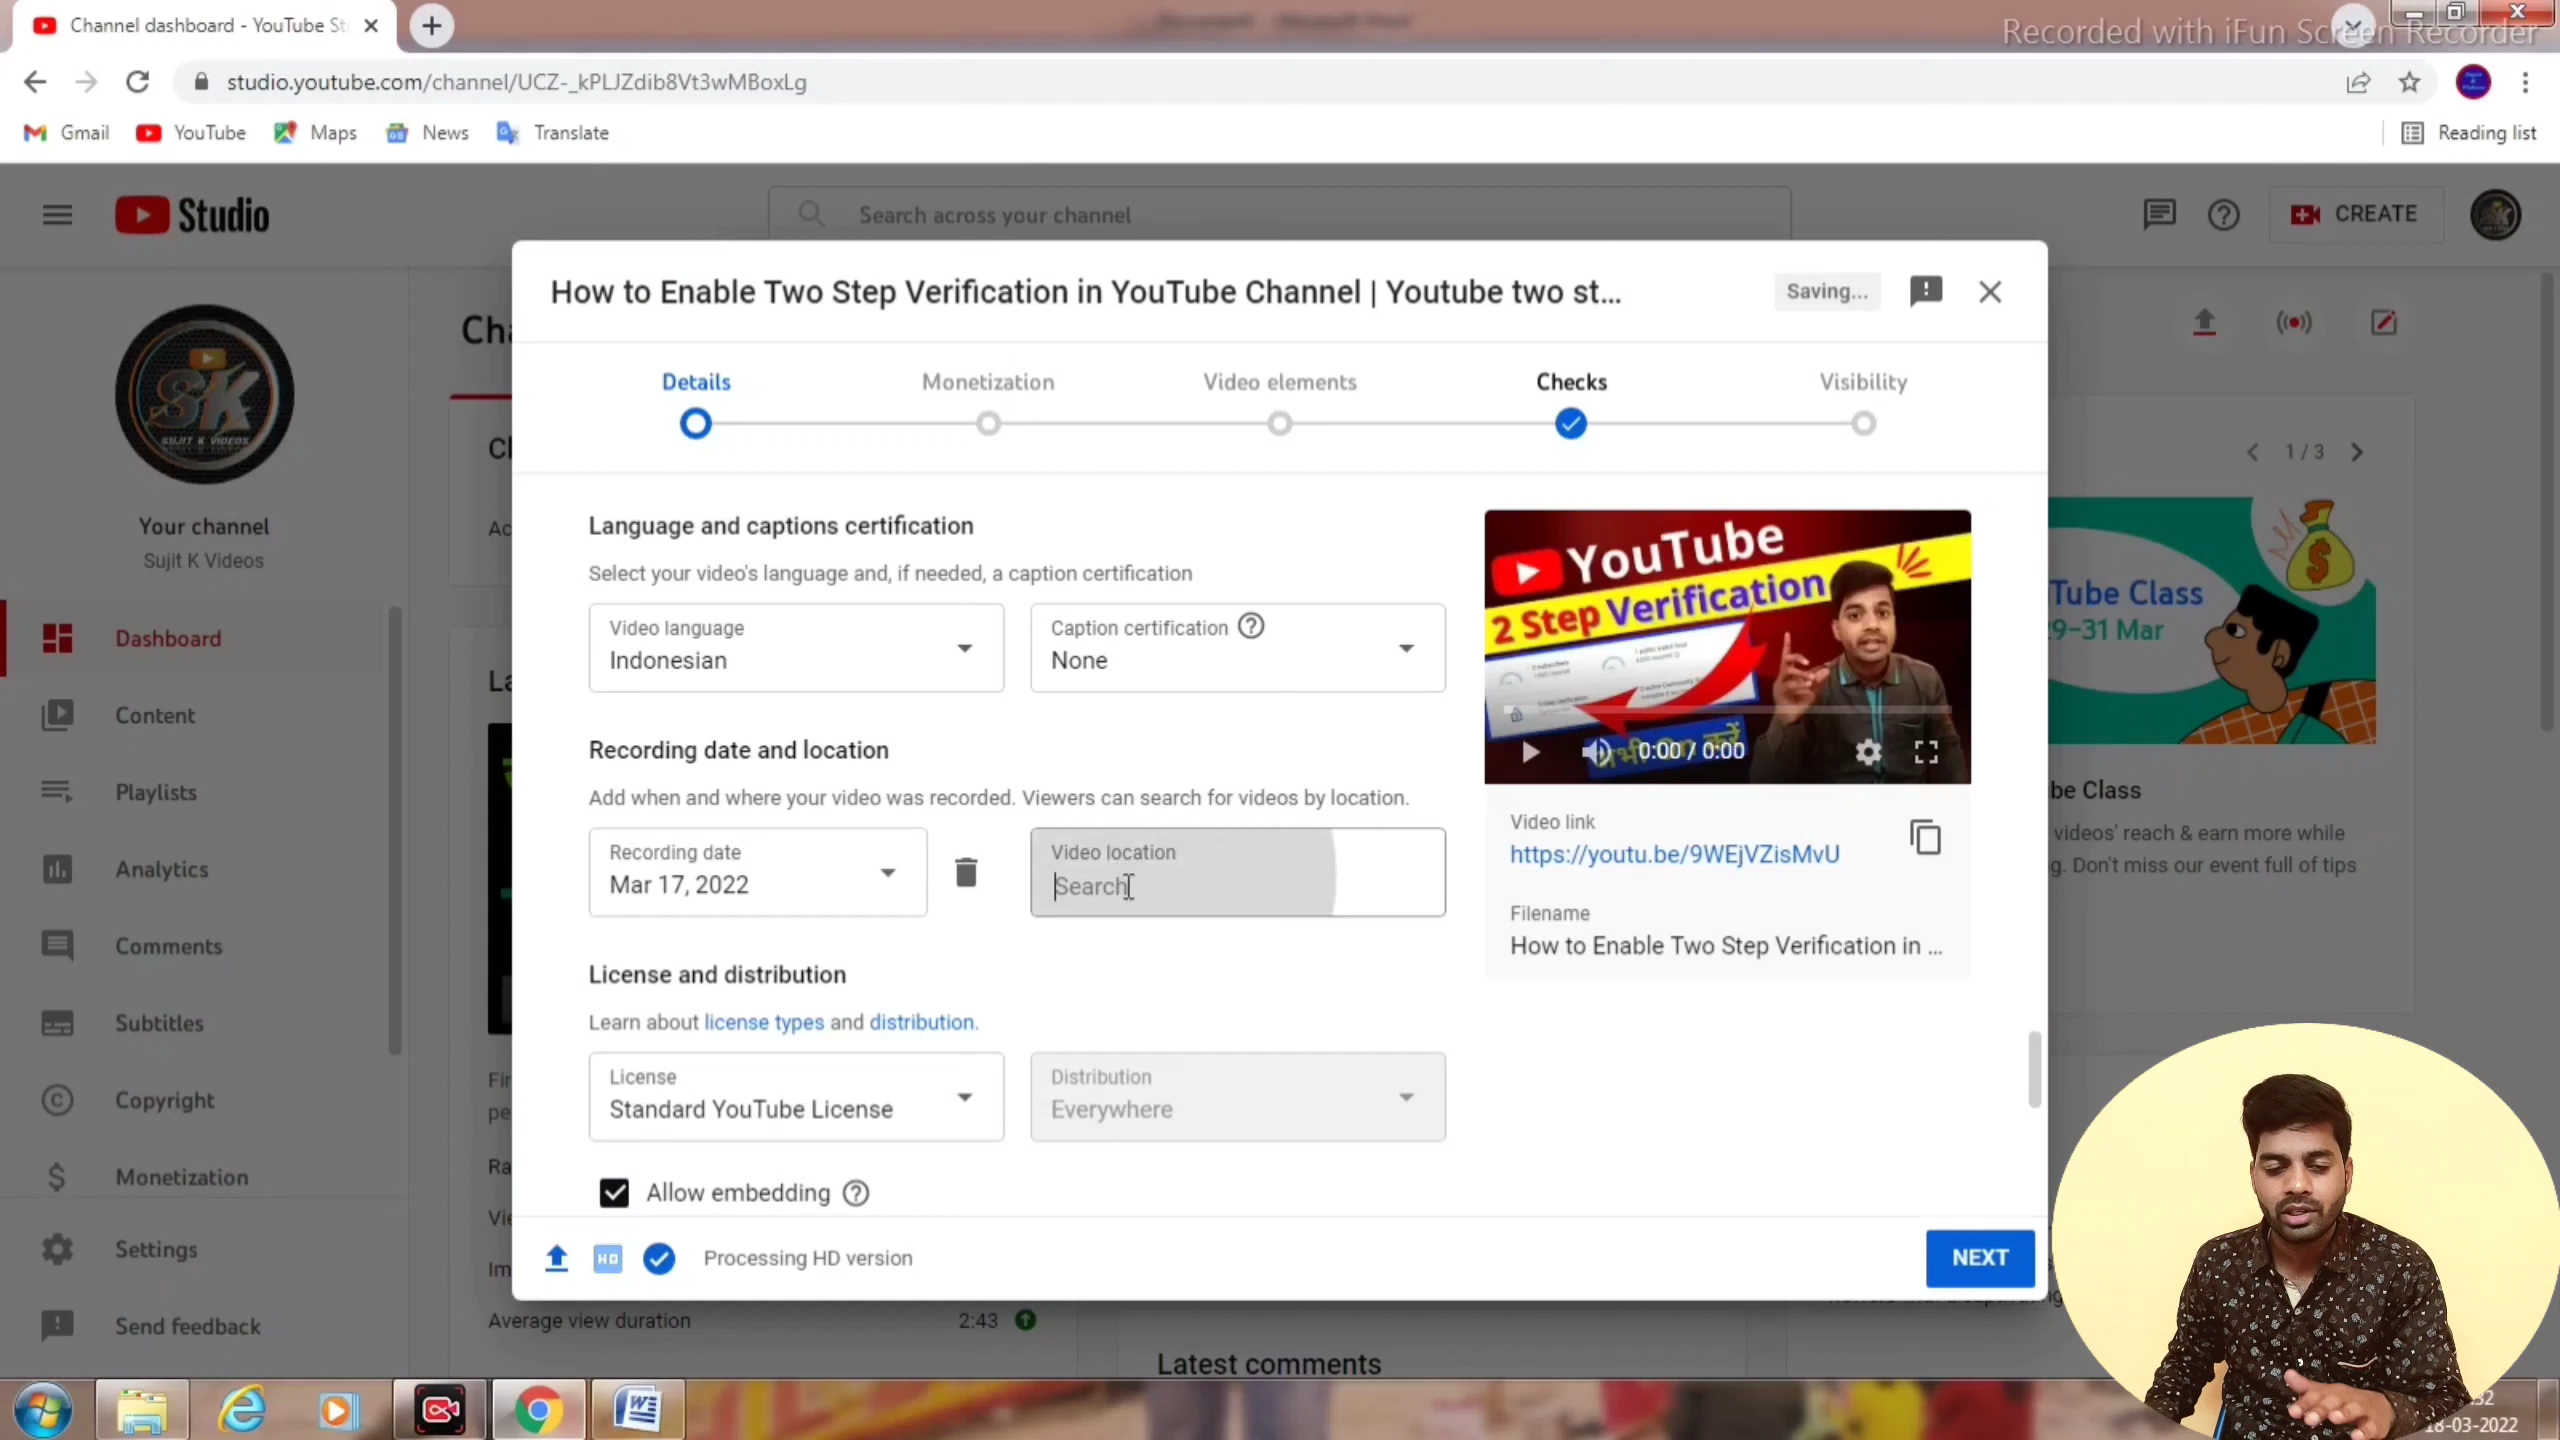 Channel dashboard - YouTube St
Recorded with iFun Screen Recorder
studio.youtube.com/channel/UCZ-_kPLJZdib8Vt3wMBoxLg
Gmail YouTube Maps News Translate Reading list
Studio
Search across your channel
CREATE
How to Enable Two Step Verification in YouTube Channel | Youtube two st...
Saving...
Details Monetization Video elements Checks Visibility
SK
SUJIT K VIDEOS
Your channel
Sujit K Videos
Dashboard
Content
Playlists
Analytics
Comments
Subtitles
Copyright
Monetization
Settings
Send feedback
1 / 3
Language and captions certification
Select your video's language and, if needed, a caption certification
Video language
Indonesian
Caption certification
None
Recording date and location
Add when and where your video was recorded. Viewers can search for videos by location.
Recording date
Mar 17, 2022
Video location
Search
License and distribution
Learn about license types and distribution.
License
Standard YouTube License
Distribution
Everywhere
Allow embedding
HD
Processing HD version
NEXT
YouTube
2 Step Verification
0:00 / 0:00
Video link
https://youtu.be/9WEjVZisMvU
Filename
How to Enable Two Step Verification in ...
Tube Class
9–31 Mar
be Class
videos' reach & earn more while
g. Don't miss our event full of tips
Average view duration 2:43
Latest comments
18-03-2022